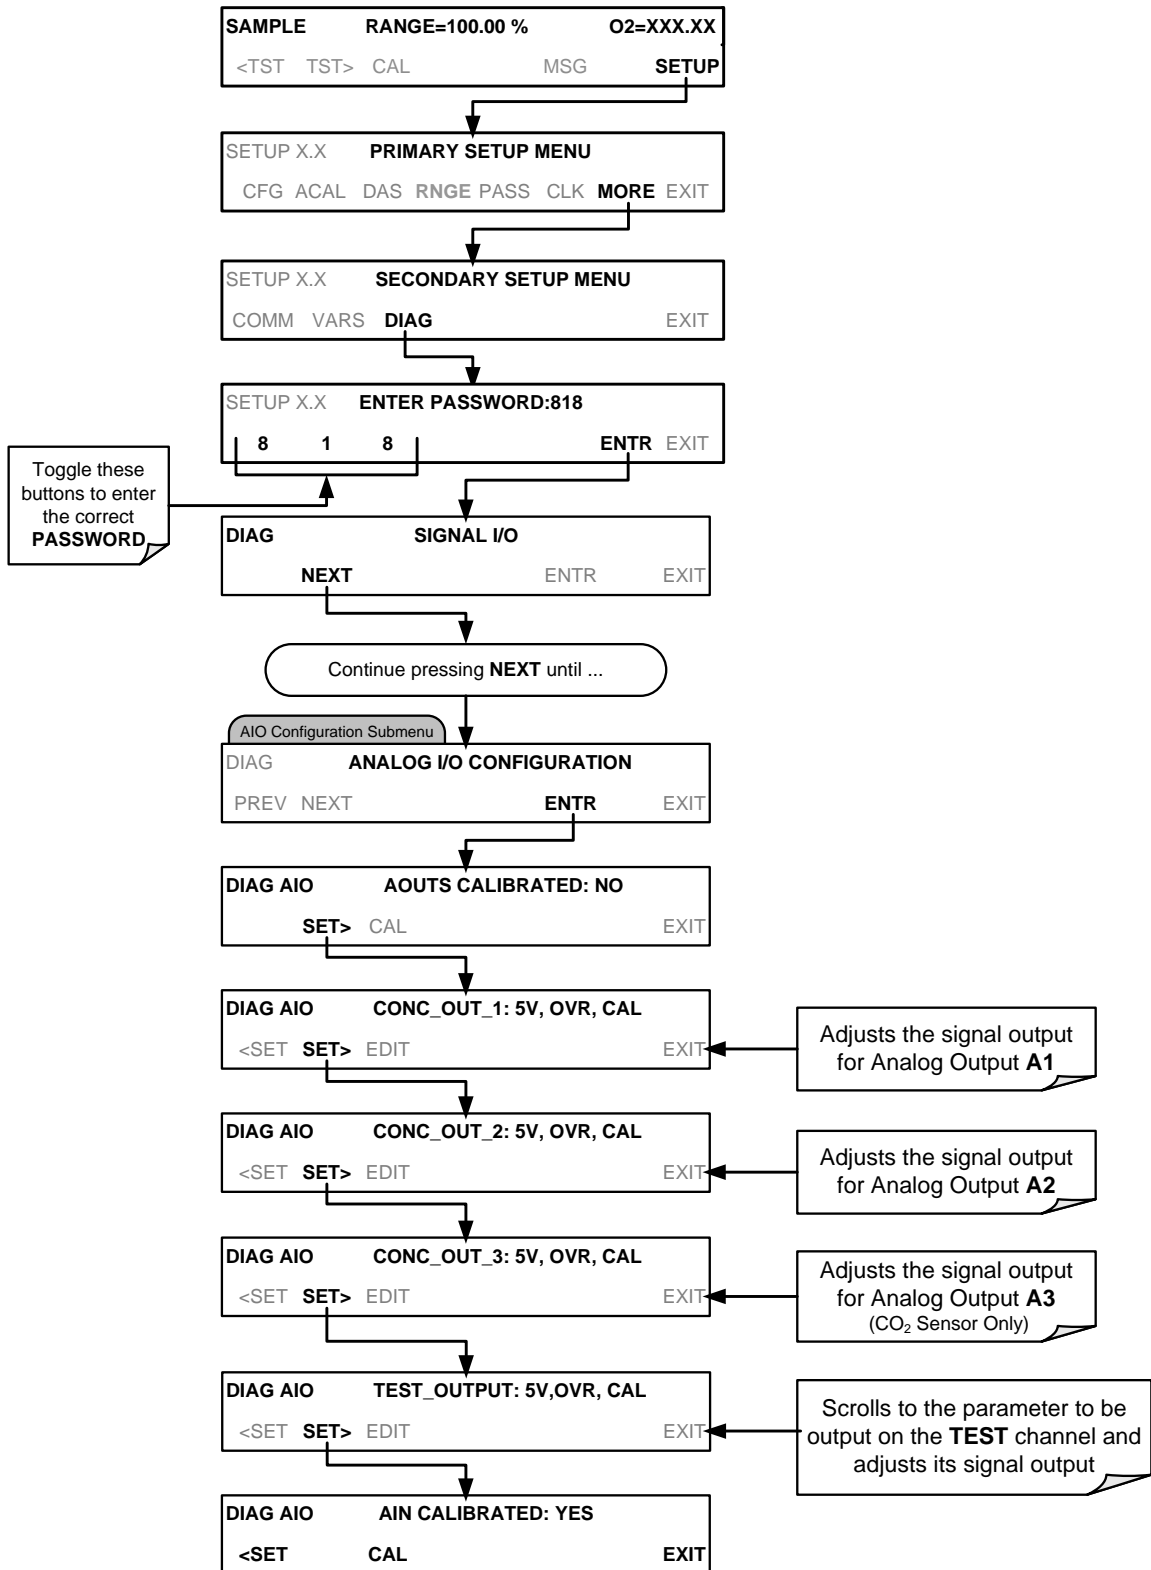 SAMPLE RANGE=100.00 % O2=XXX.XX
<TST TST> CAL MSG SETUP
SETUP X.X PRIMARY SETUP MENU
CFG ACAL DAS RNGE PASS CLK MORE EXIT
SETUP X.X SECONDARY SETUP MENU
COMM VARS DIAG EXIT
SETUP X.X ENTER PASSWORD:818
8 1 8 ENTR EXIT
Toggle these
buttons to enter
the correct
PASSWORD
DIAG SIGNAL I/O
NEXT ENTR EXIT
Continue pressing NEXT until ...
AIO Configuration Submenu
DIAG ANALOG I/O CONFIGURATION
PREV NEXT ENTR EXIT
DIAG AIO AOUTS CALIBRATED: NO
SET> CAL EXIT
DIAG AIO CONC_OUT_1: 5V, OVR, CAL
<SET SET> EDIT EXIT
Adjusts the signal output
for Analog Output A1
DIAG AIO CONC_OUT_2: 5V, OVR, CAL
<SET SET> EDIT EXIT
Adjusts the signal output
for Analog Output A2
DIAG AIO CONC_OUT_3: 5V, OVR, CAL
<SET SET> EDIT EXIT
Adjusts the signal output
for Analog Output A3
(CO₂ Sensor Only)
DIAG AIO TEST_OUTPUT: 5V,OVR, CAL
<SET SET> EDIT EXIT
Scrolls to the parameter to be
output on the TEST channel and
adjusts its signal output
DIAG AIO AIN CALIBRATED: YES
<SET CAL EXIT